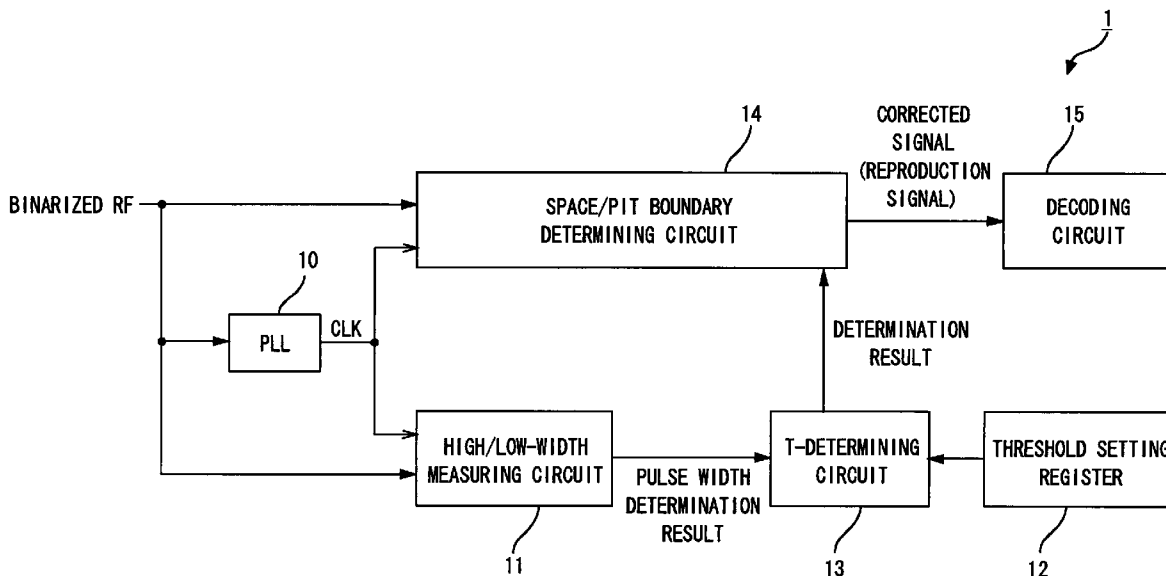 1
14
CORRECTED
SIGNAL
(REPRODUCTION
SIGNAL)
15
BINARIZED RF
SPACE/PIT BOUNDARY
DETERMINING CIRCUIT
DECODING
CIRCUIT
10
PLL
CLK
DETERMINATION
RESULT
HIGH/LOW-WIDTH
MEASURING CIRCUIT
PULSE WIDTH
DETERMINATION
RESULT
T-DETERMINING
CIRCUIT
THRESHOLD SETTING
REGISTER
11
13
12